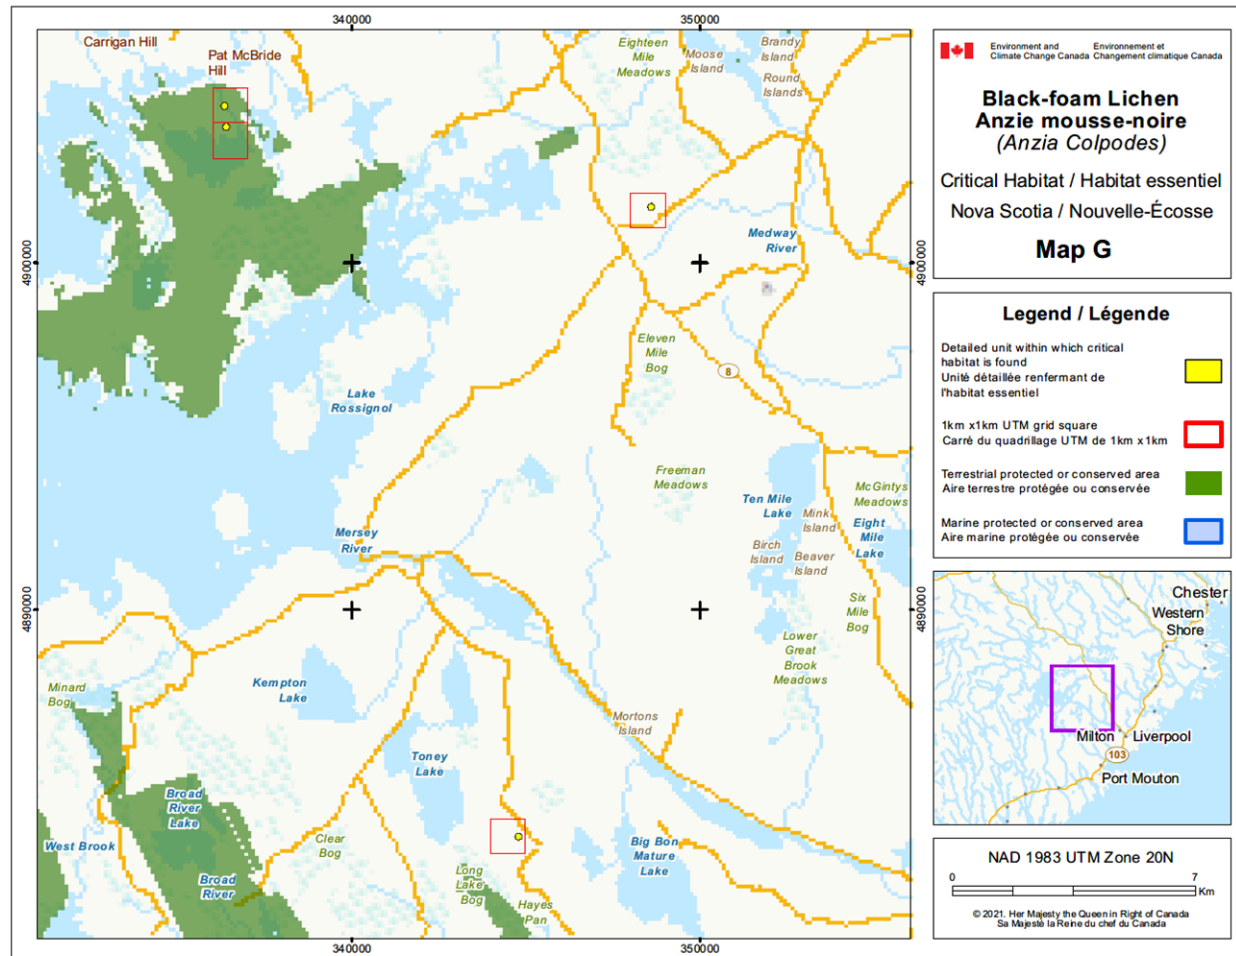 340000
350000
Carrigan Hill
Pat McBride
Hill
Eighteen
Mile
Meadows
Moose
Island
Brandy
Island
Round
Islands
Medway
River
4900000
4900000
Eleven
Mile
Bog
8
Lake
Rossignol
Freeman
Meadows
Ten Mile
Lake
Mink
Island
McGintys
Meadows
Eight
Mile
Lake
Mersey
River
Birch
Island
Beaver
Island
4890000
4890000
Six
Mile
Bog
Lower
Great
Brook
Meadows
Minard
Bog
Kempton
Lake
Mortons
Island
Toney
Lake
Broad
River
Lake
West Brook
Clear
Bog
Big Bon
Mature
Lake
Broad
River
Long
Lake
Bog
Hayes
Pan
340000
350000
Environment and
Climate Change Canada
Environnement et
Changement climatique Canada
Black-foam Lichen
Anzie mousse-noire
(Anzia Colpodes)
Critical Habitat / Habitat essentiel
Nova Scotia / Nouvelle-Écosse
Map G
Legend / Légende
Detailed unit within which critical
habitat is found
Unité détaillée renfermant de
l'habitat essentiel
1km x1km UTM grid square
Carré du quadrillage UTM de 1km x1km
Terrestrial protected or conserved area
Aire terrestre protégée ou conservée
Marine protected or conserved area
Aire marine protégée ou conservée
Chester
Western
Shore
Milton
Liverpool
103
Port Mouton
NAD 1983 UTM Zone 20N
0
7
Km
© 2021. Her Majesty the Queen in Right of Canada
Sa Majesté la Reine du chef du Canada